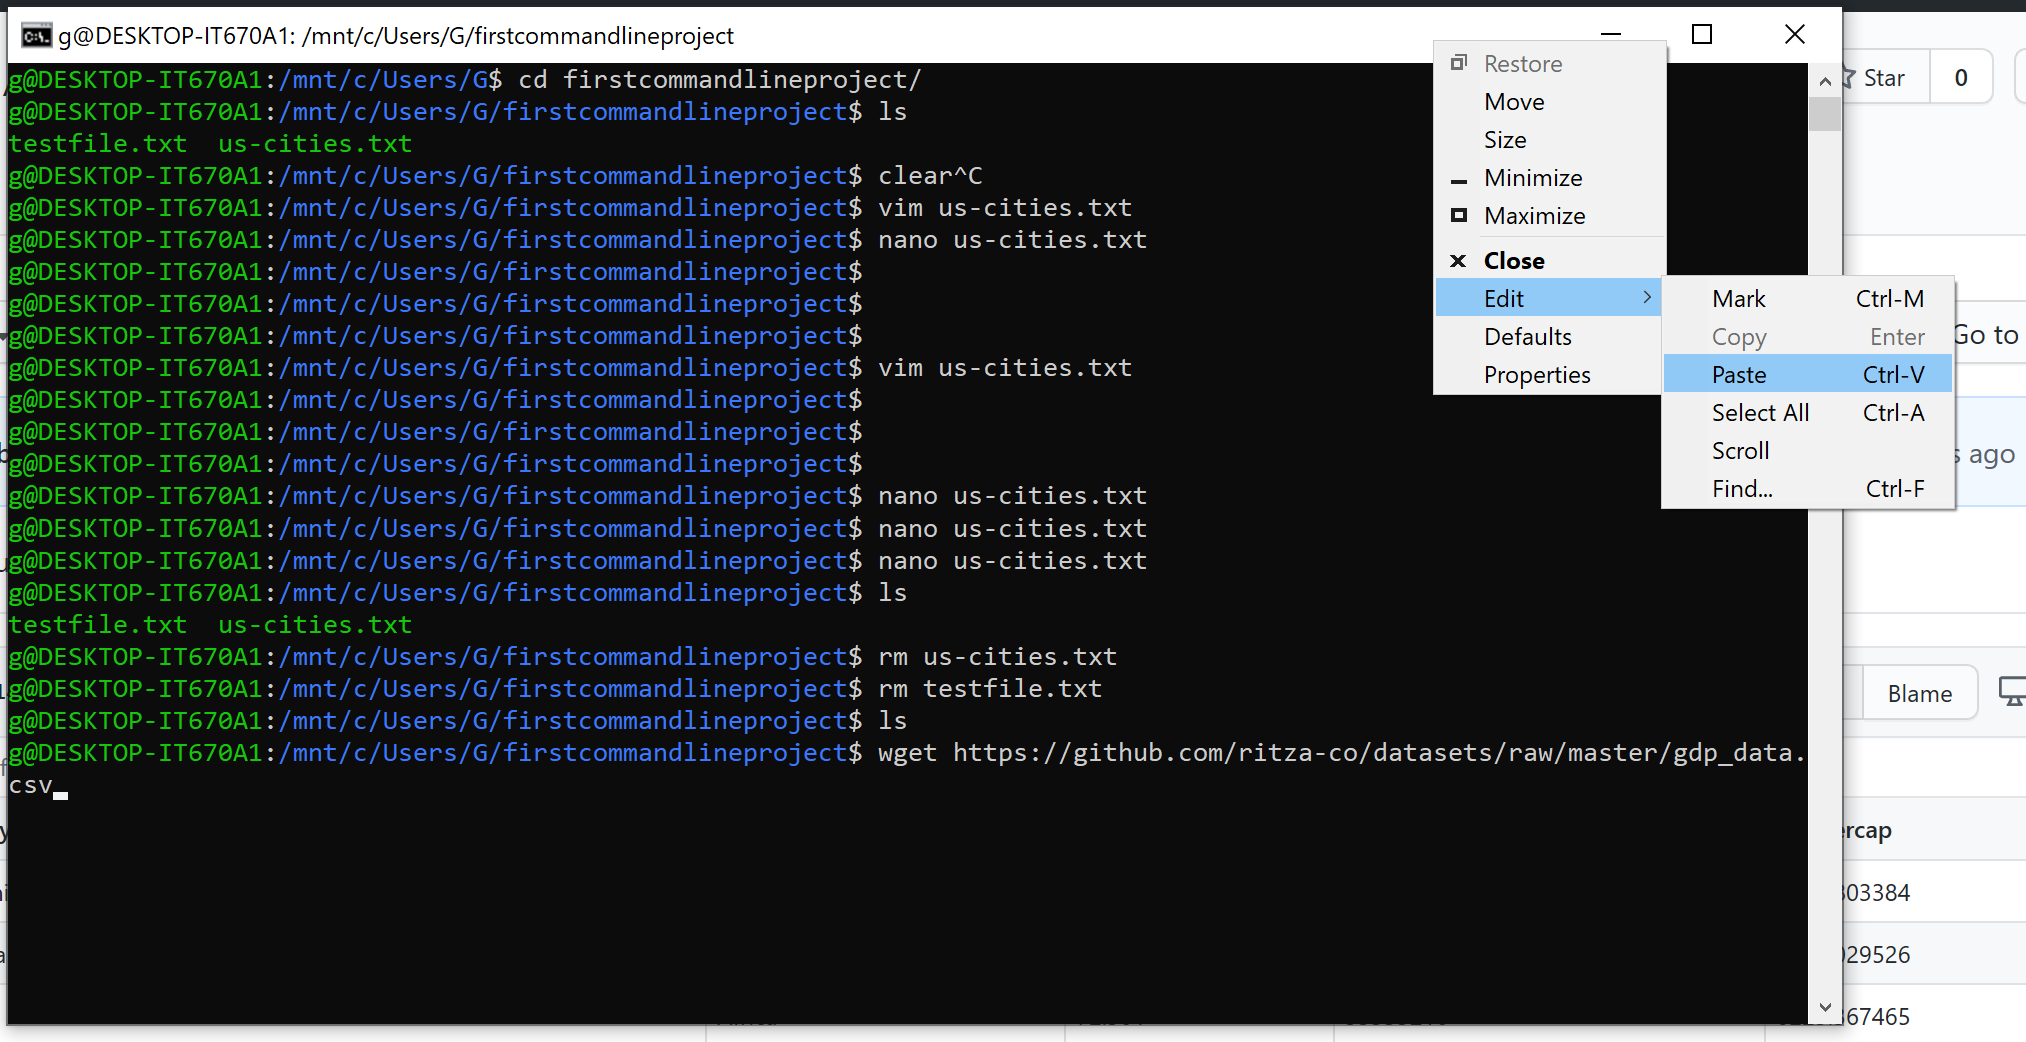 g@DESKTOP-IT670A1: /mnt/c/Users/G/firstcommandlineproject
g@DESKTOP-IT670A1:/mnt/c/Users/G$ cd firstcommandlineproject/
g@DESKTOP-IT670A1:/mnt/c/Users/G/firstcommandlineproject$ ls
testfile.txt  us-cities.txt
g@DESKTOP-IT670A1:/mnt/c/Users/G/firstcommandlineproject$ clear^C
g@DESKTOP-IT670A1:/mnt/c/Users/G/firstcommandlineproject$ vim us-cities.txt
g@DESKTOP-IT670A1:/mnt/c/Users/G/firstcommandlineproject$ nano us-cities.txt
g@DESKTOP-IT670A1:/mnt/c/Users/G/firstcommandlineproject$
g@DESKTOP-IT670A1:/mnt/c/Users/G/firstcommandlineproject$
g@DESKTOP-IT670A1:/mnt/c/Users/G/firstcommandlineproject$
g@DESKTOP-IT670A1:/mnt/c/Users/G/firstcommandlineproject$ vim us-cities.txt
g@DESKTOP-IT670A1:/mnt/c/Users/G/firstcommandlineproject$
g@DESKTOP-IT670A1:/mnt/c/Users/G/firstcommandlineproject$
g@DESKTOP-IT670A1:/mnt/c/Users/G/firstcommandlineproject$
g@DESKTOP-IT670A1:/mnt/c/Users/G/firstcommandlineproject$ nano us-cities.txt
g@DESKTOP-IT670A1:/mnt/c/Users/G/firstcommandlineproject$ nano us-cities.txt
g@DESKTOP-IT670A1:/mnt/c/Users/G/firstcommandlineproject$ nano us-cities.txt
g@DESKTOP-IT670A1:/mnt/c/Users/G/firstcommandlineproject$ ls
testfile.txt  us-cities.txt
g@DESKTOP-IT670A1:/mnt/c/Users/G/firstcommandlineproject$ rm us-cities.txt
g@DESKTOP-IT670A1:/mnt/c/Users/G/firstcommandlineproject$ rm testfile.txt
g@DESKTOP-IT670A1:/mnt/c/Users/G/firstcommandlineproject$ ls
g@DESKTOP-IT670A1:/mnt/c/Users/G/firstcommandlineproject$ wget https://github.com/ritza-co/datasets/raw/master/gdp_data.
csv
Restore
Move
Size
Minimize
Maximize
Close
Edit
Defaults
Properties
Mark Ctrl-M
Copy Enter
Paste Ctrl-V
Select All Ctrl-A
Scroll
Find... Ctrl-F
Star 0
Go to
ago
Blame